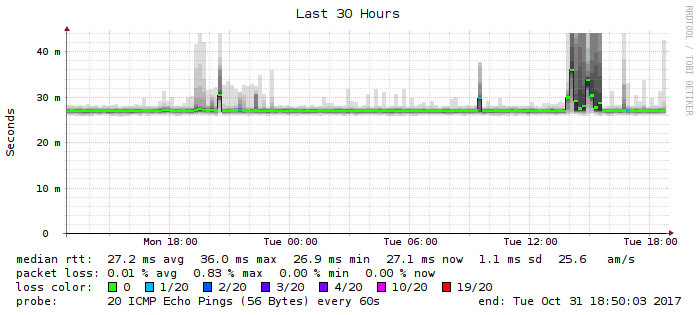 Last 30 Hours
RRDTOOL / TOBI OETIKER
Seconds
40 m
30 m
20 m
10 m
0
Mon 18:00 Tue 00:00 Tue 06:00 Tue 12:00 Tue 18:00
median rtt: 27.2 ms avg 36.0 ms max 26.9 ms min 27.1 ms now 1.1 ms sd 25.6 am/s
packet loss: 0.01 % avg 0.83 % max 0.00 % min 0.00 % now
loss color: 0 1/20 2/20 3/20 4/20 10/20 19/20
probe: 20 ICMP Echo Pings (56 Bytes) every 60s end: Tue Oct 31 18:50:03 2017